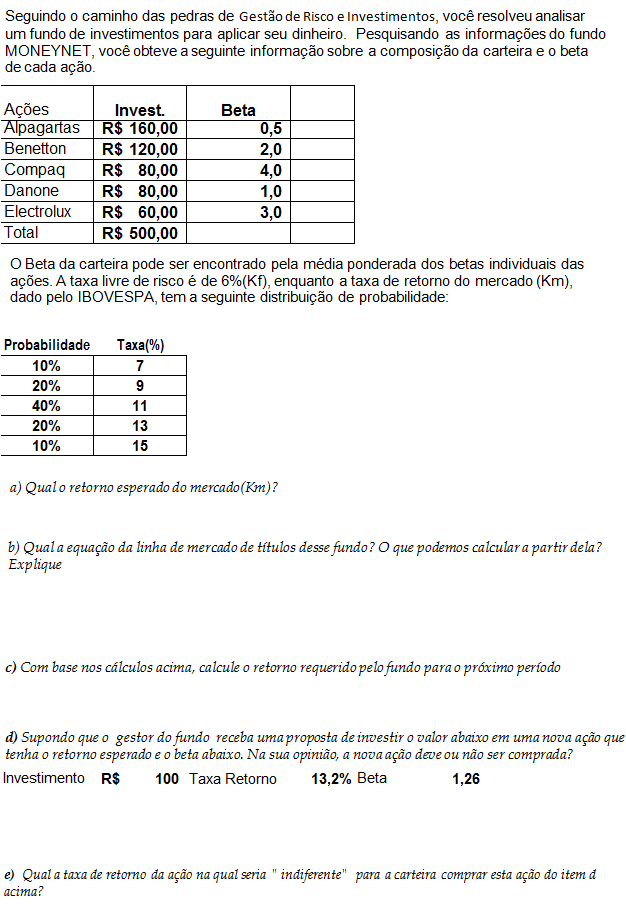 Seguindo o caminho das pedras de Gestão de Risco e Investimentos, você resolveu analisar
um fundo de investimentos para aplicar seu dinheiro. Pesquisando as informações do fundo
MONEYNET, você obteve a seguinte informação sobre a composição da carteira e o beta
de cada ação.
Ações Invest. Beta
Alpagartas R$ 160,00 0,5
Benetton R$ 120,00 2,0
Compaq R$ 80,00 4,0
Danone R$ 80,00 1,0
Electrolux R$ 60,00 3,0
Total R$ 500,00
O Beta da carteira pode ser encontrado pela média ponderada dos betas individuais das
ações. A taxa livre de risco é de 6%(Kf), enquanto a taxa de retorno do mercado (Km),
dado pelo IBOVESPA, tem a seguinte distribuição de probabilidade:
Probabilidade Taxa(%)
10% 7
20% 9
40% 11
20% 13
10% 15
a) Qual o retorno esperado do mercado(Km)?
b) Qual a equação da linha de mercado de títulos desse fundo? O que podemos calcular a partir dela?
Explique
c) Com base nos cálculos acima, calcule o retorno requerido pelo fundo para o próximo período
d) Supondo que o gestor do fundo receba uma proposta de investir o valor abaixo em uma nova ação que
tenha o retorno esperado e o beta abaixo. Na sua opinião, a nova ação deve ou não ser comprada?
Investimento R$ 100 Taxa Retorno 13,2% Beta 1,26
e) Qual a taxa de retorno da ação na qual seria " indiferente" para a carteira comprar esta ação do item d
acima?